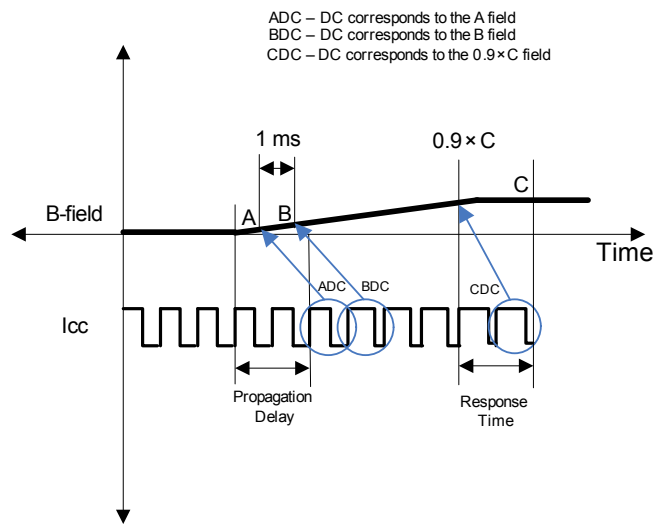 ADC – DC corresponds to the A field
BDC – DC corresponds to the B field
CDC – DC corresponds to the 0.9×C field
1 ms
0.9×C
B-field
A
B
C
Time
ADC
BDC
CDC
Icc
Propagation
Delay
Response
Time